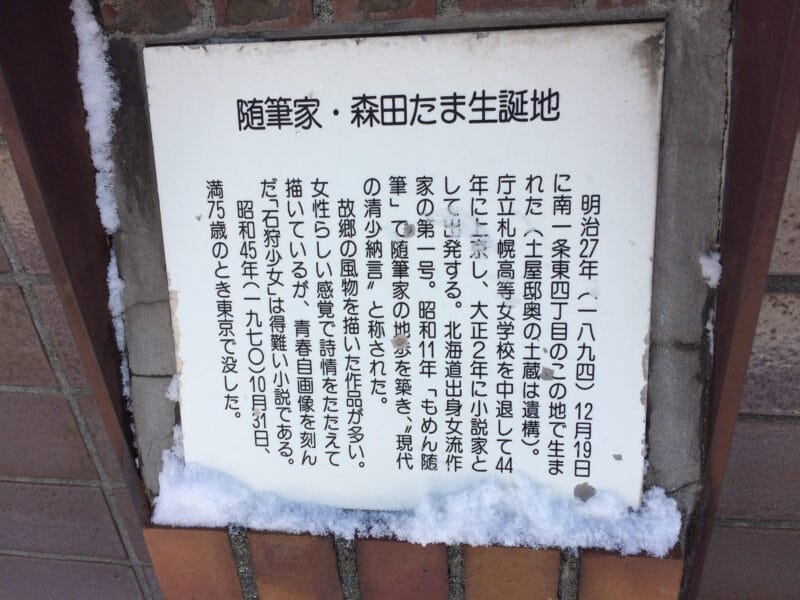 随筆家・森田たま生誕地
明治27年（一八九四）12月19日
に南一条東四丁目のこの地で生ま
れた（土屋邸奥の土蔵は遺構）。
庁立札幌高等女学校を中退して44
年に上京し、大正2年に小説家と
して出発する。北海道出身女流作
家の第一号。昭和11年「もめん随
筆」で随筆家の地歩を築き、〝現代
の清少納言〟と称された。
故郷の風物を描いた作品が多い。
女性らしい感覚で詩情をたたえて
描いているが、青春自画像を刻ん
だ「石狩少女」は得難い小説である。
昭和45年（一九七〇）10月31日、
満75歳のとき東京で没した。